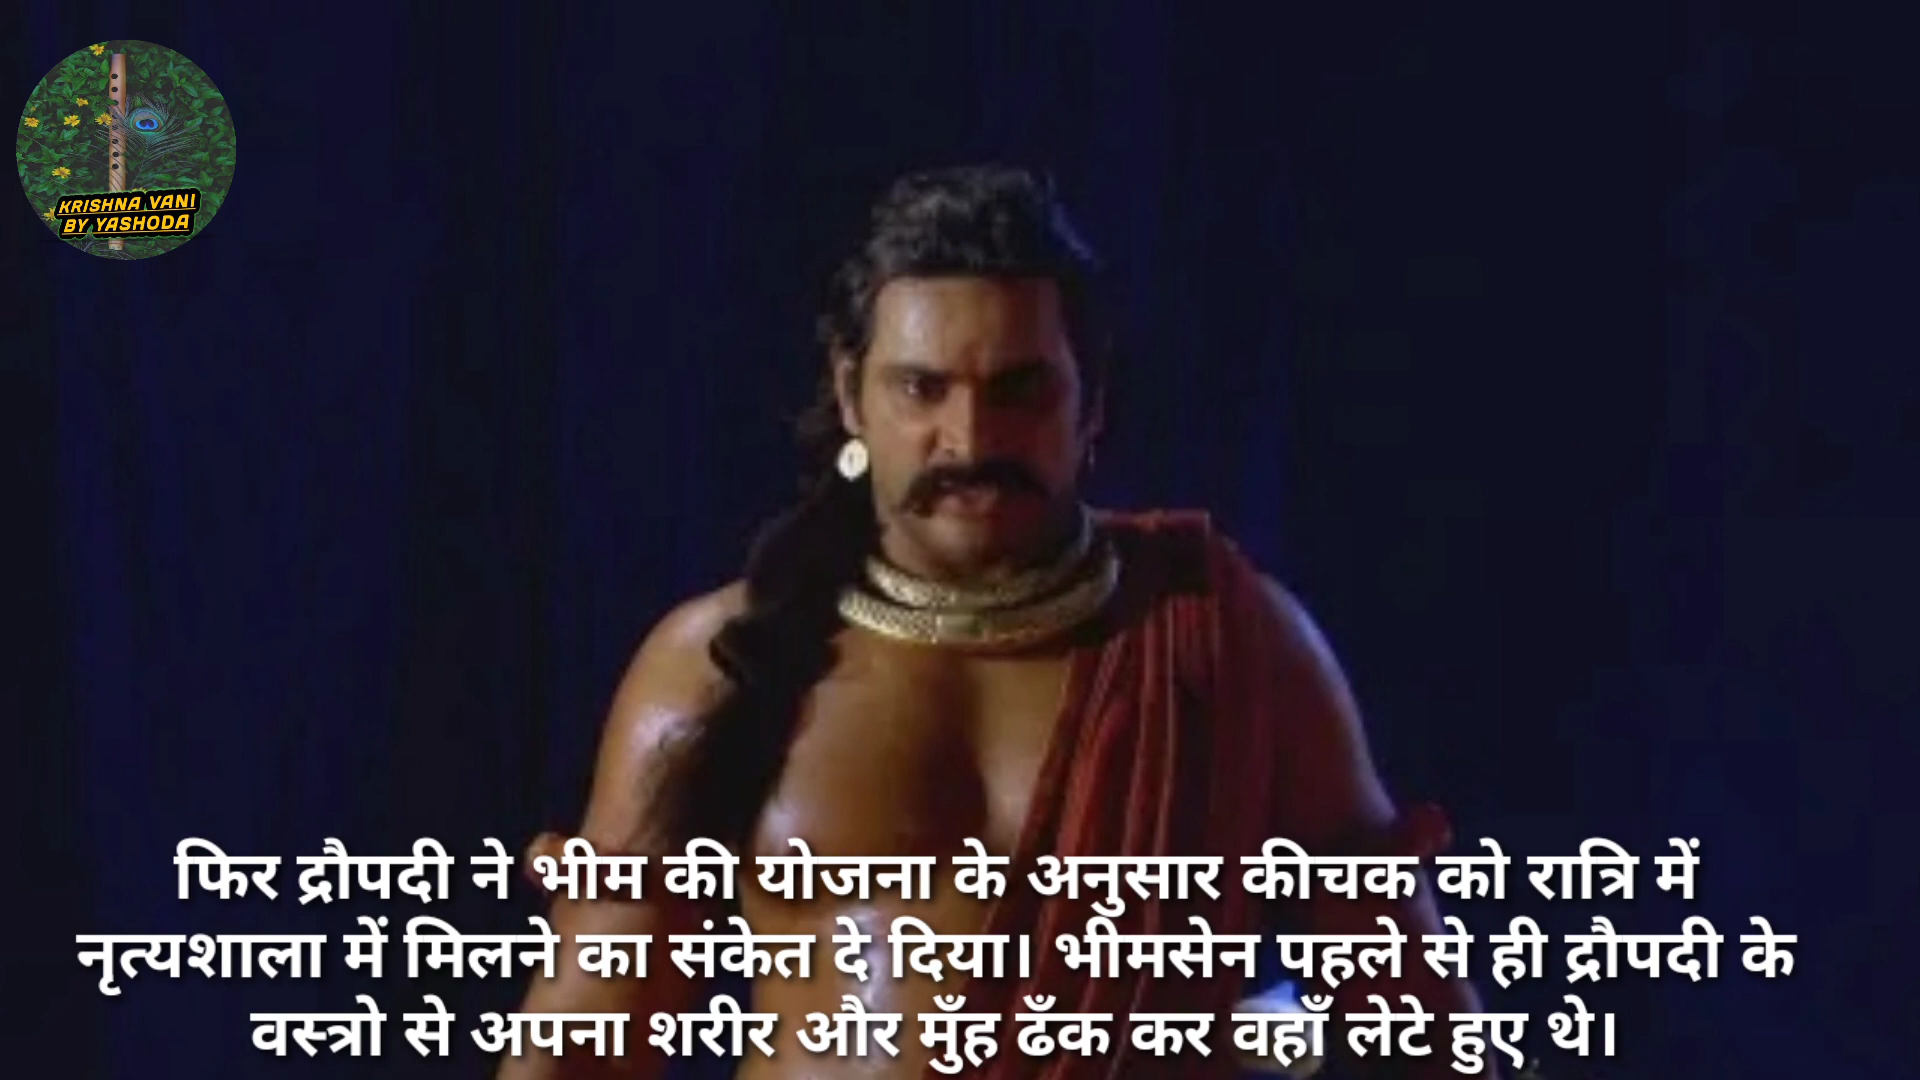 KRISHNA VANI
BY YASHODA
फिर द्रौपदी ने भीम की योजना के अनुसार कीचक को रात्रि में
नृत्यशाला में मिलने का संकेत दे दिया। भीमसेन पहले से ही द्रौपदी के
वस्त्रो से अपना शरीर और मुँह ढँक कर वहाँ लेटे हुए थे।